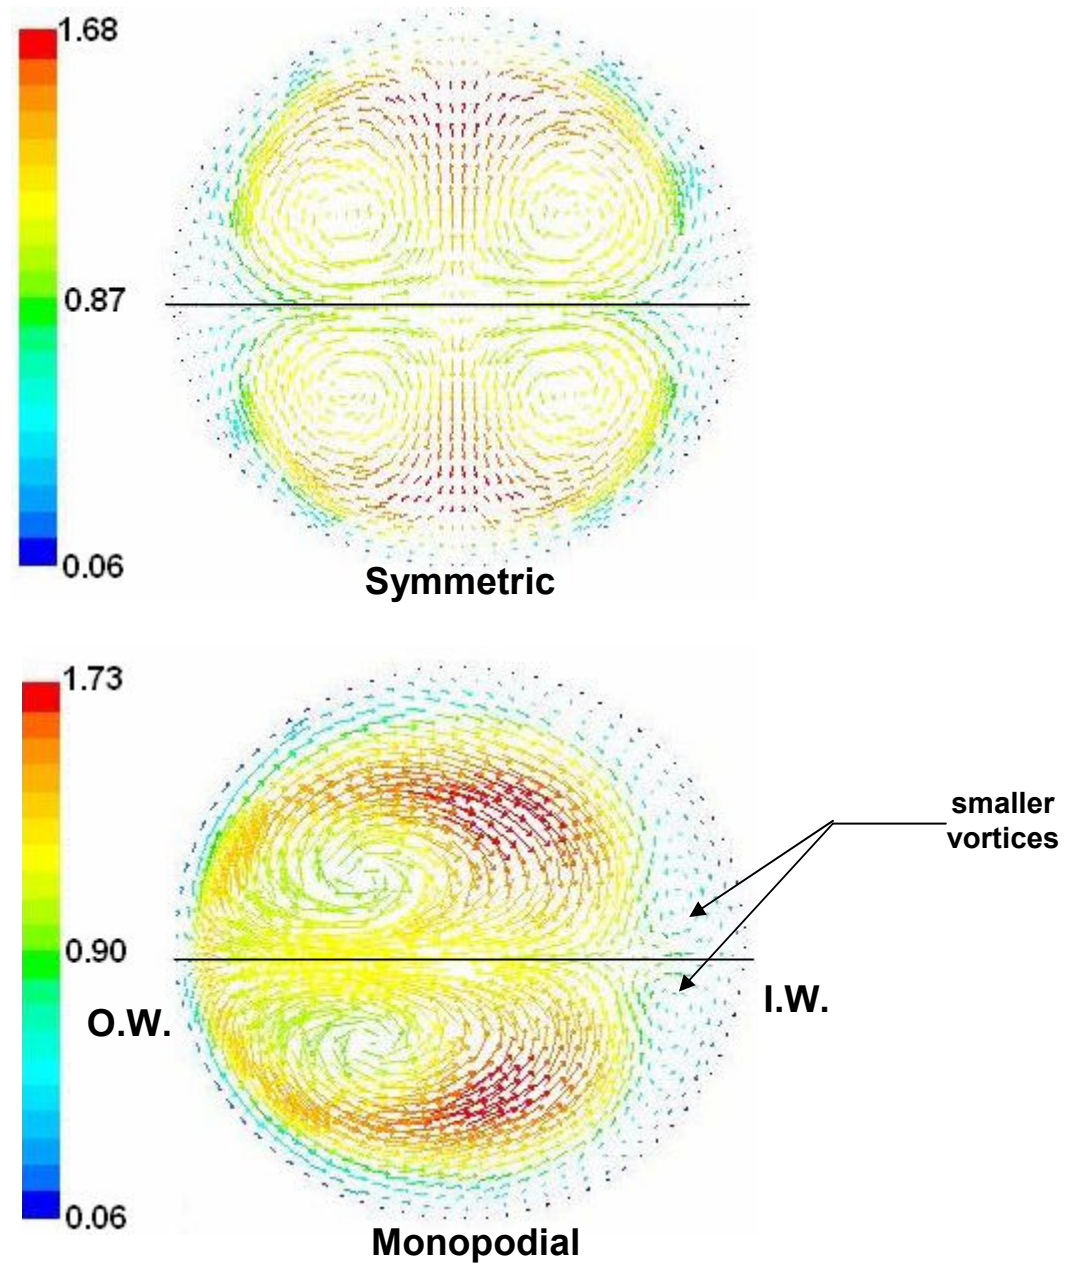 1.68
0.87
0.06
Symmetric
1.73
smaller
vortices
0.90
I.W.
O.W.
0.06
Monopodial